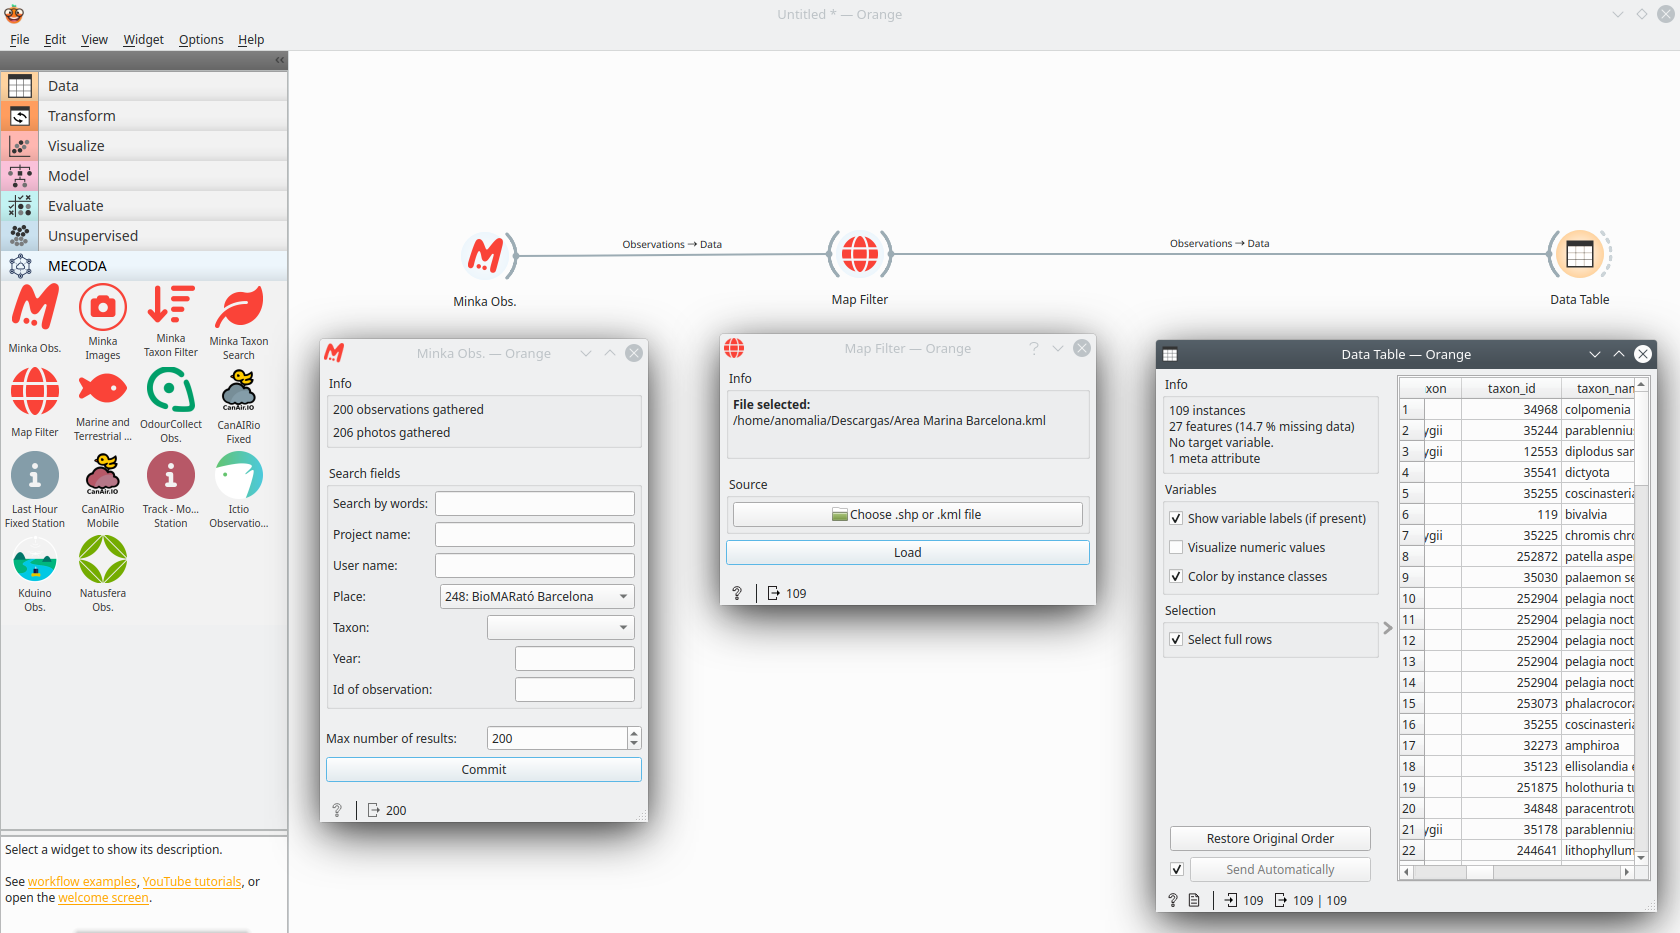 Untitled * — Orange
File Edit View Widget Options Help
Data
Transform
Visualize
Model
Evaluate
Unsupervised
MECODA
Minka Obs.
Minka Images
Minka Taxon Filter
Minka Taxon Search
Map Filter
Marine and Terrestrial ...
OdourCollect Obs.
CanAir.IO
CanAIRio Fixed
Last Hour Fixed Station
CanAir.IO
CanAIRio Mobile
Track - Mo... Station
Ictio Observatio...
Kduino Obs.
Natusfera Obs.
Select a widget to show its description.
See workflow examples, YouTube tutorials, or
open the welcome screen.
Observations → Data
Observations → Data
Minka Obs.
Map Filter
Data Table
Minka Obs. — Orange
Info
200 observations gathered
206 photos gathered
Search fields
Search by words:
Project name:
User name:
Place: 248: BioMARató Barcelona
Taxon:
Year:
Id of observation:
Max number of results: 200
Commit
? | 200
Map Filter — Orange
Info
File selected:
/home/anomalia/Descargas/Area Marina Barcelona.kml
Source
Choose .shp or .kml file
Load
? | 109
Data Table — Orange
Info
109 instances
27 features (14.7 % missing data)
No target variable.
1 meta attribute
Variables
Show variable labels (if present)
Visualize numeric values
Color by instance classes
Selection
Select full rows
Restore Original Order
Send Automatically
? | 109 109 | 109
xon taxon_id taxon_nar
1 34968 colpomenia
2 ygii 35244 parablenniu
3 ygii 12553 diplodus sar
4 35541 dictyota
5 35255 coscinasteria
6 119 bivalvia
7 ygii 35225 chromis chr
8 252872 patella aspe
9 35030 palaemon se
10 252904 pelagia noct
11 252904 pelagia noct
12 252904 pelagia noct
13 252904 pelagia noct
14 252904 pelagia noct
15 253073 phalacrocor
16 35255 coscinasteria
17 32273 amphiroa
18 35123 ellisolandia e
19 251875 holothuria tu
20 34848 paracentrotu
21 ygii 35178 parablenniu
22 244641 lithophyllum